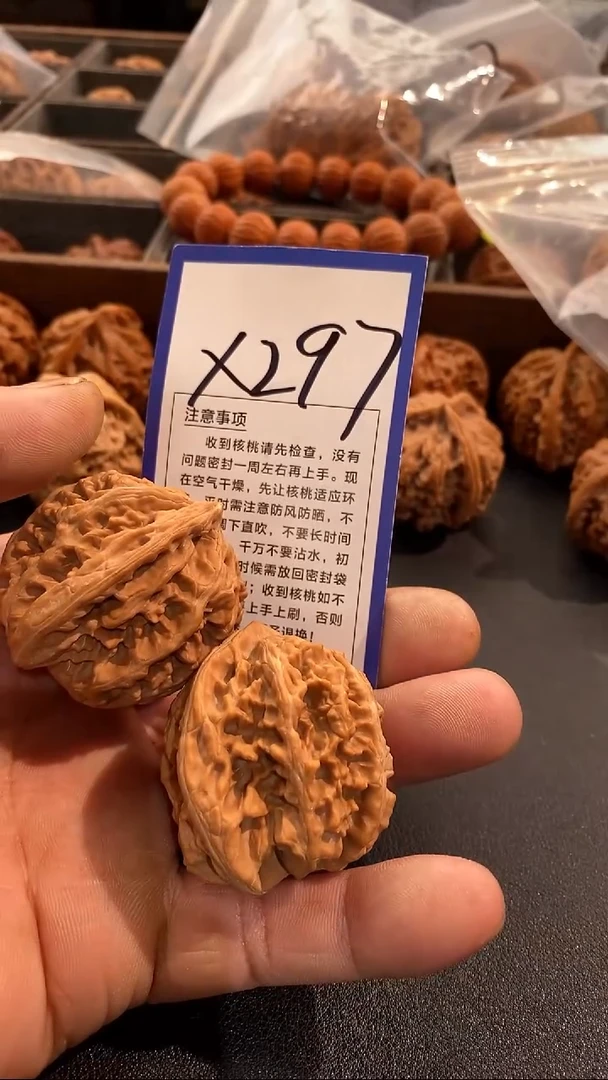 X297
注意事项
收到核桃请先检查，没有
问题密封一周左右再上手。现
在空气干燥，先让核桃适应环
平时需注意防风防晒，不
下直吹，不要长时间
千万不要沾水，初
时候需放回密封袋
；收到核桃如不
上手上刷，否则
退换！